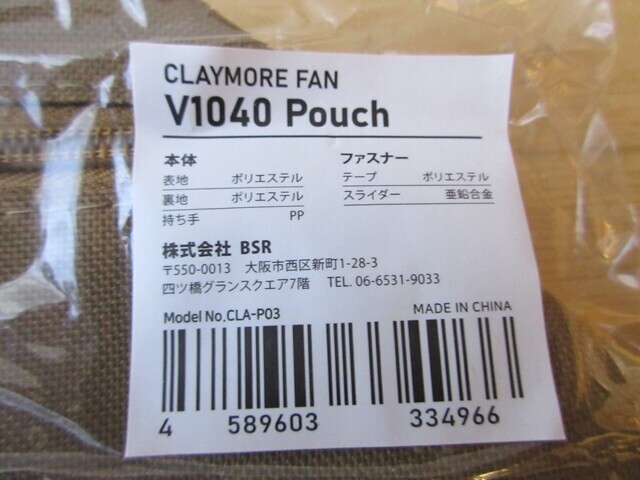 CLAYMORE FAN
V1040 Pouch
本体 ファスナー
表地 ポリエステル テープ ポリエステル
裏地 ポリエステル スライダー 亜鉛合金
持ち手 PP
株式会社 BSR
〒550-0013 大阪市西区新町1-28-3
四ツ橋グランスクエア7階 TEL. 06-6531-9033
Model No.CLA-P03 MADE IN CHINA
4 589603 334966